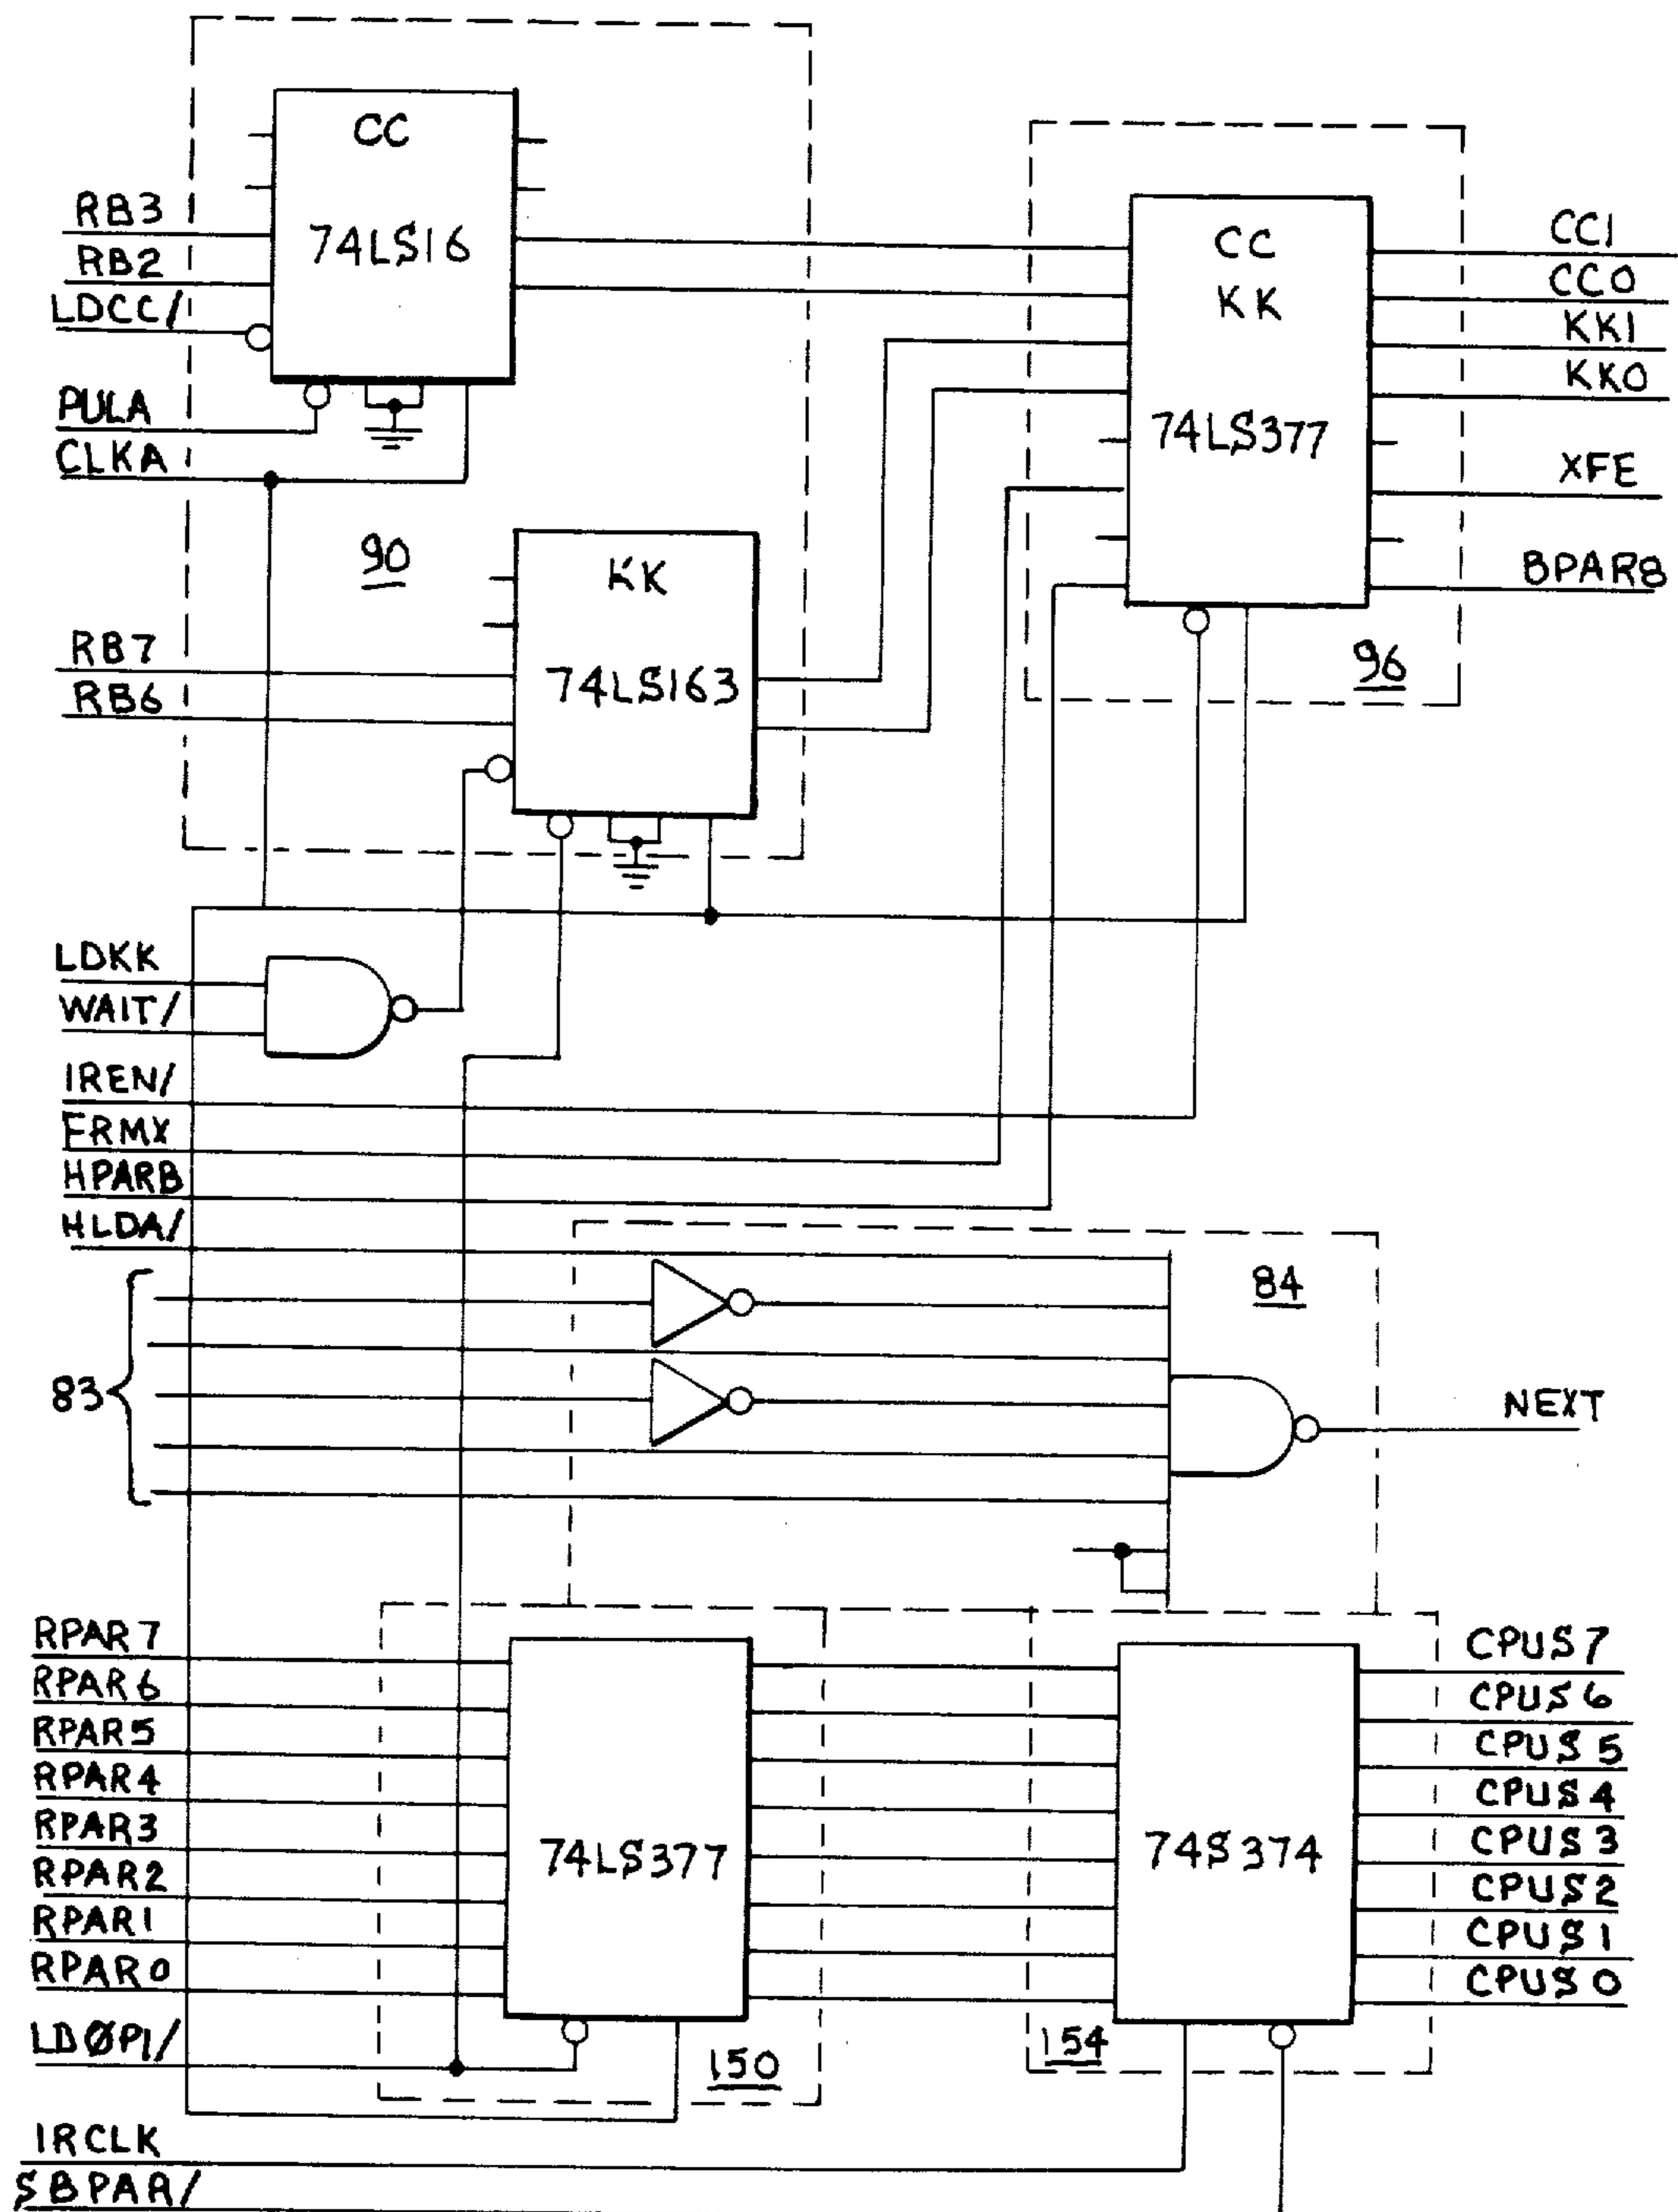 CC
74LS16
RB3
RB2
LDCC/
PULA
CLKA
CC
KK
74LS377
CC1
CC0
KK1
KK0
XFE
BPAR8
96
90
KK
74LS163
RB7
RB6
LDKK
WAIT/
IREN/
FRMX
HPARB
HLDA/
83
84
NEXT
RPAR7
RPAR6
RPAR5
RPAR4
RPAR3
RPAR2
RPAR1
RPAR0
LDØP1/
74LS377
150
74S374
154
CPUS7
CPUS6
CPUS5
CPUS4
CPUS3
CPUS2
CPUS1
CPUS0
IRCLK
SBPAR/